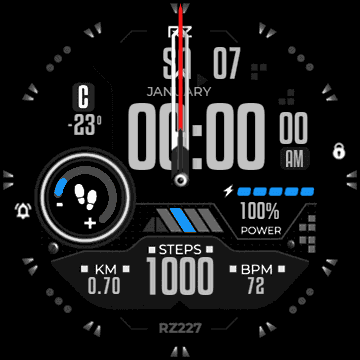 RZ
07
JANUARY
C
-23°
00:00
00
AM
100%
POWER
- +
STEPS
1000
KM
0.70
BPM
72
RZ227